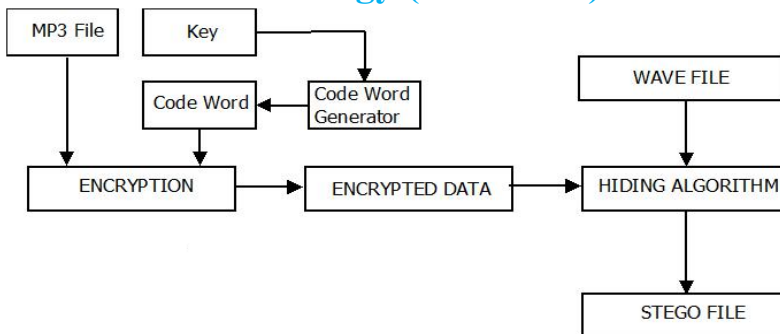 MP3 File
Key
WAVE FILE
Code Word
Code Word
Generator
ENCRYPTION
ENCRYPTED DATA
HIDING ALGORITHM
STEGO FILE